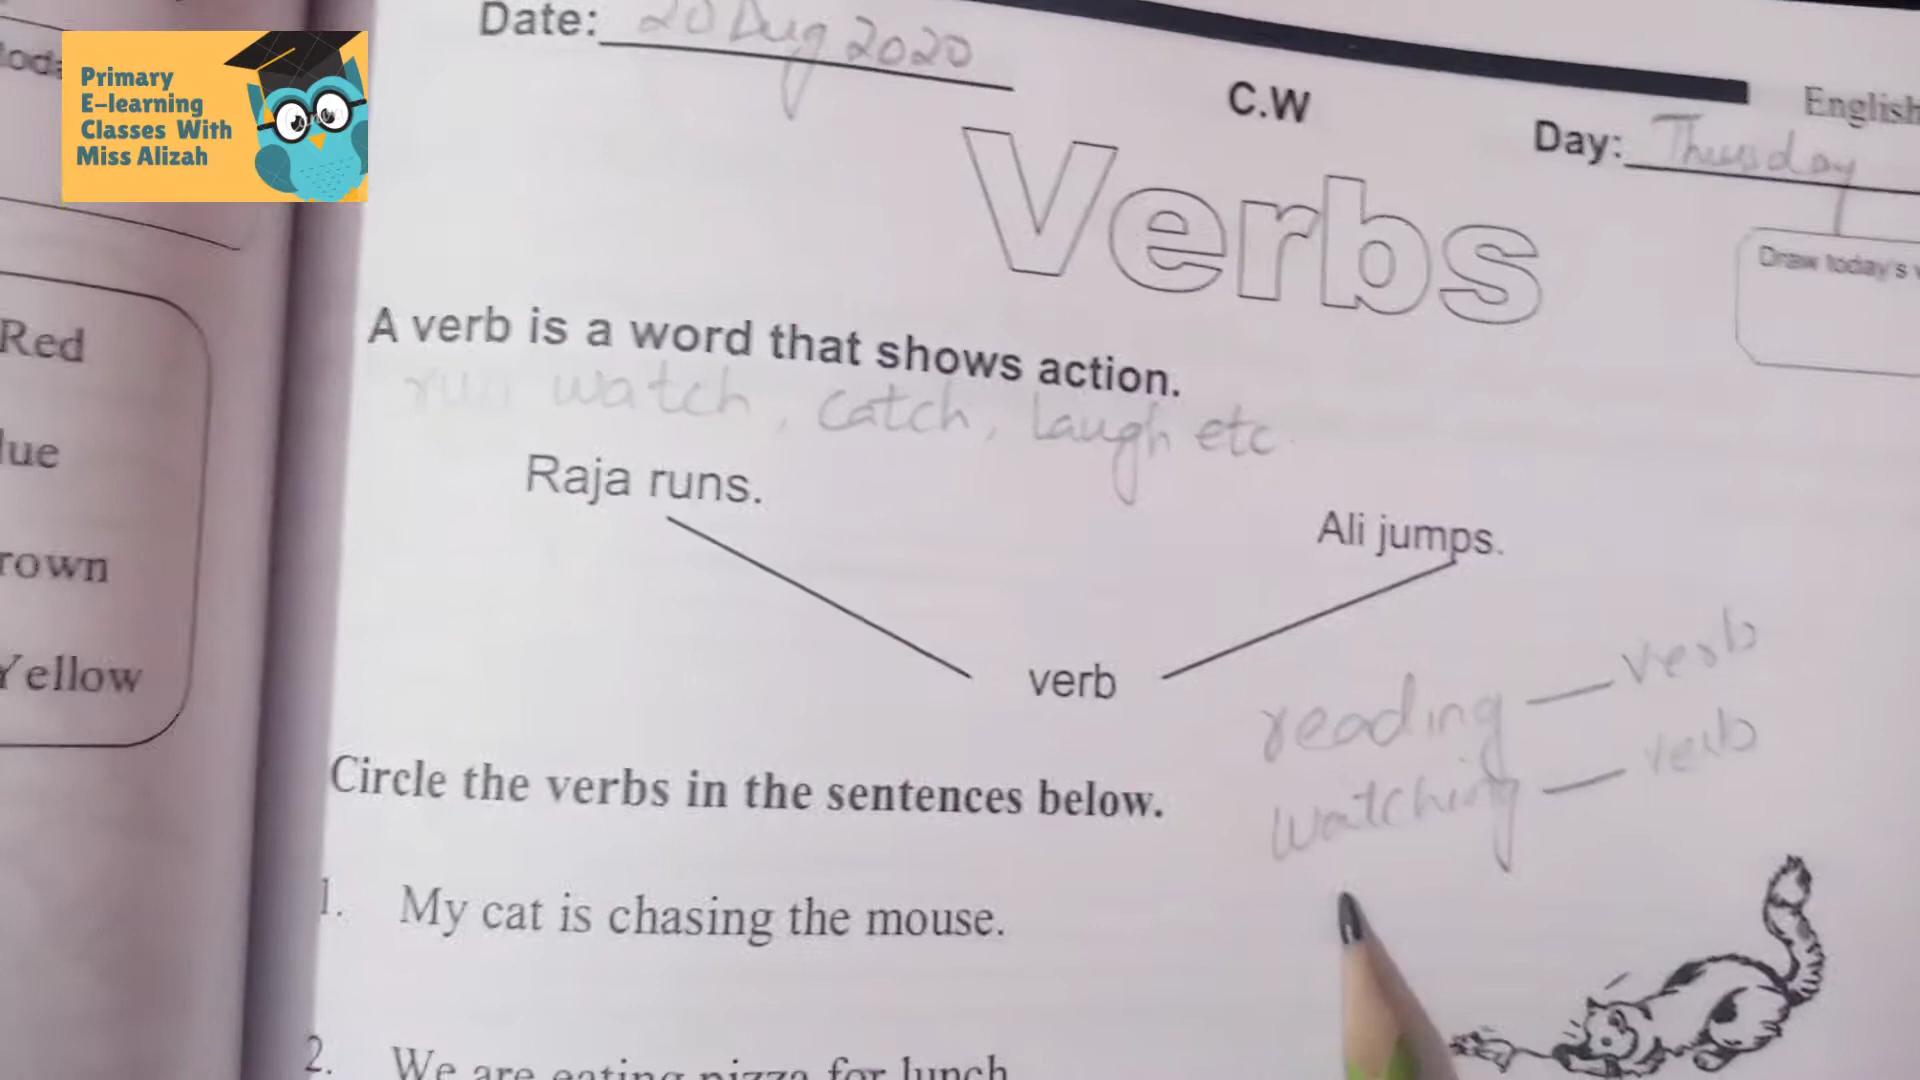 Primary
E-learning
Classes With
Miss Alizah
Date: 20 Aug 2020
C.W
English
Day: Thursday
Verbs
Draw today's
A verb is a word that shows action.
run watch, catch, laugh etc.
Raja runs.
Ali jumps.
verb
reading — verb
watching — verb
Circle the verbs in the sentences below.
1. My cat is chasing the mouse.
2. We are eating pizza for lunch
Red
Yellow